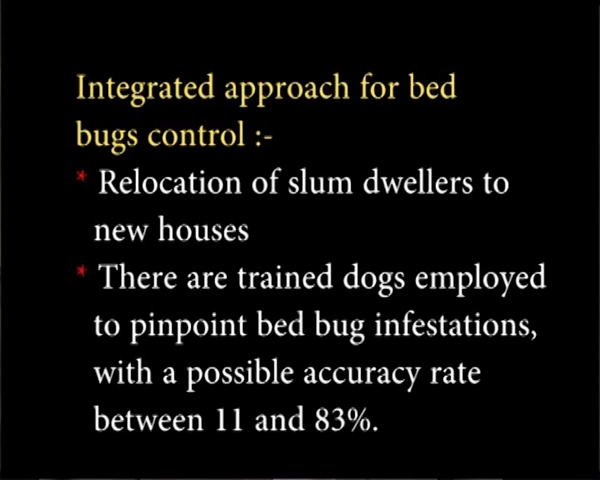 Integrated approach for bed
bugs control :-
* Relocation of slum dwellers to
new houses
* There are trained dogs employed
to pinpoint bed bug infestations,
with a possible accuracy rate
between 11 and 83%.